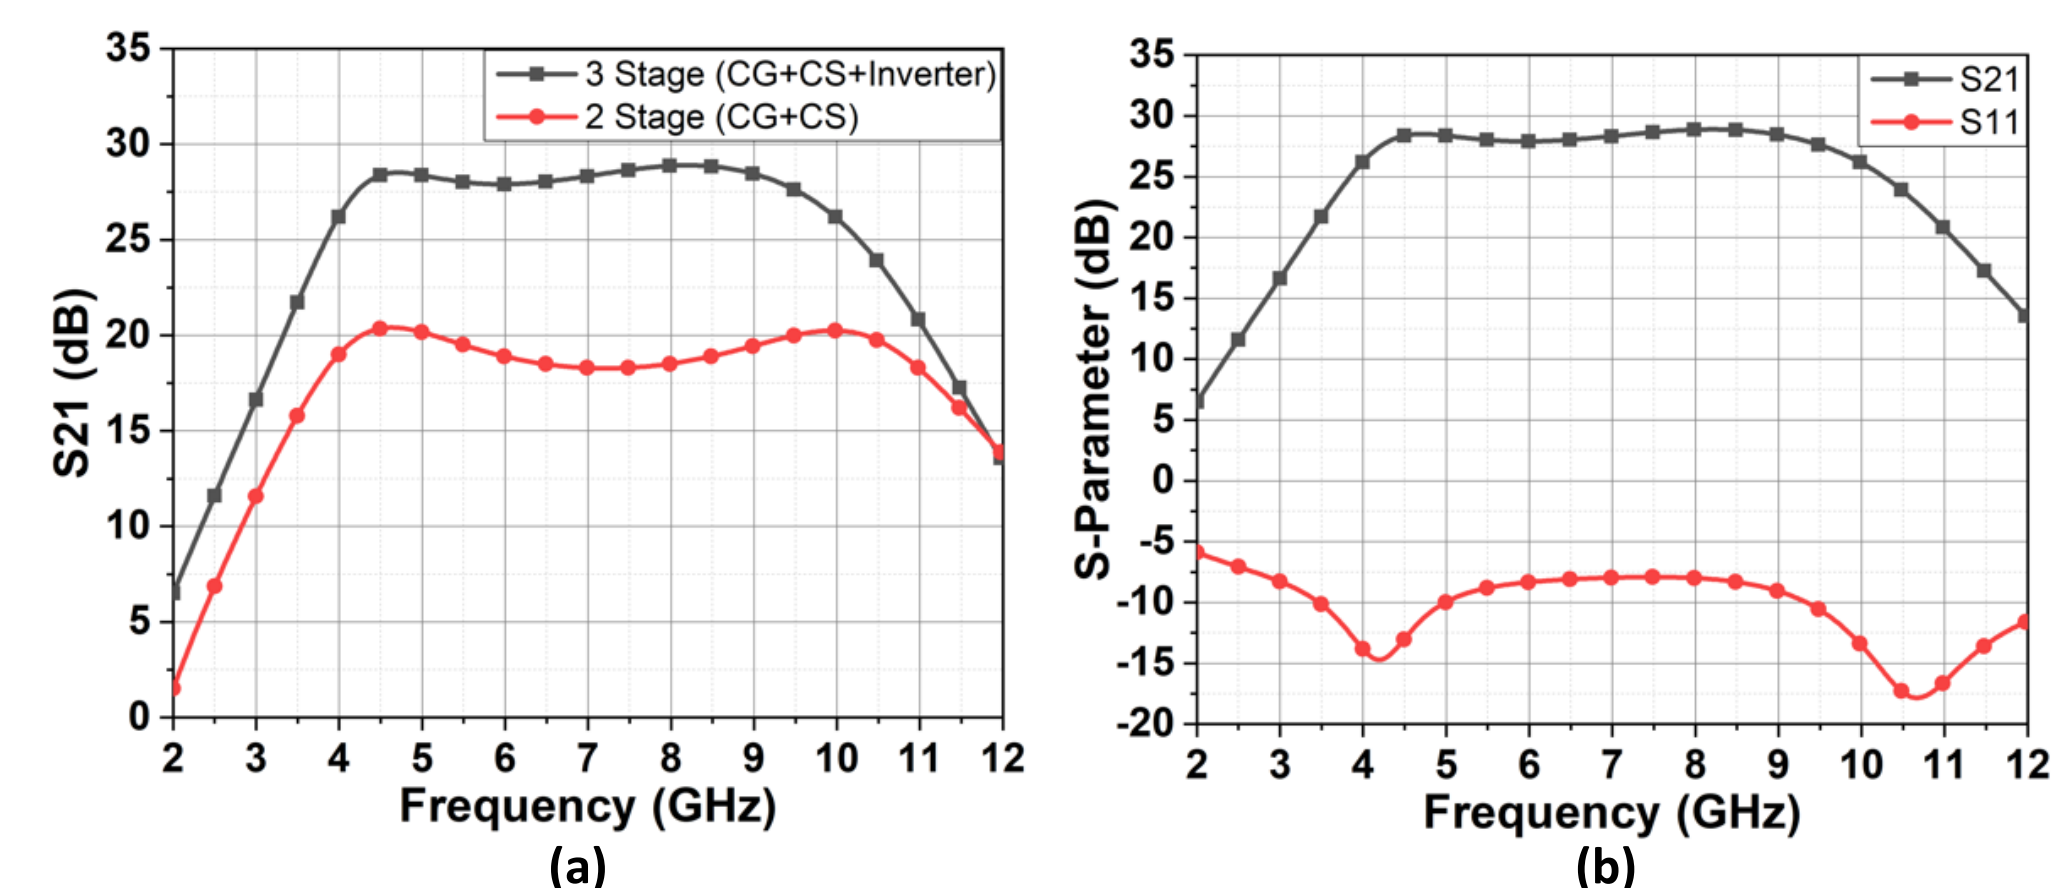 35
30
25
20
15
10
5
0
S21 (dB)
3 Stage (CG+CS+Inverter)
2 Stage (CG+CS)
2 3 4 5 6 7 8 9 10 11 12
Frequency (GHz)
(a)
35
30
25
20
15
10
5
0
-5
-10
-15
-20
S-Parameter (dB)
S21
S11
2 3 4 5 6 7 8 9 10 11 12
Frequency (GHz)
(b)